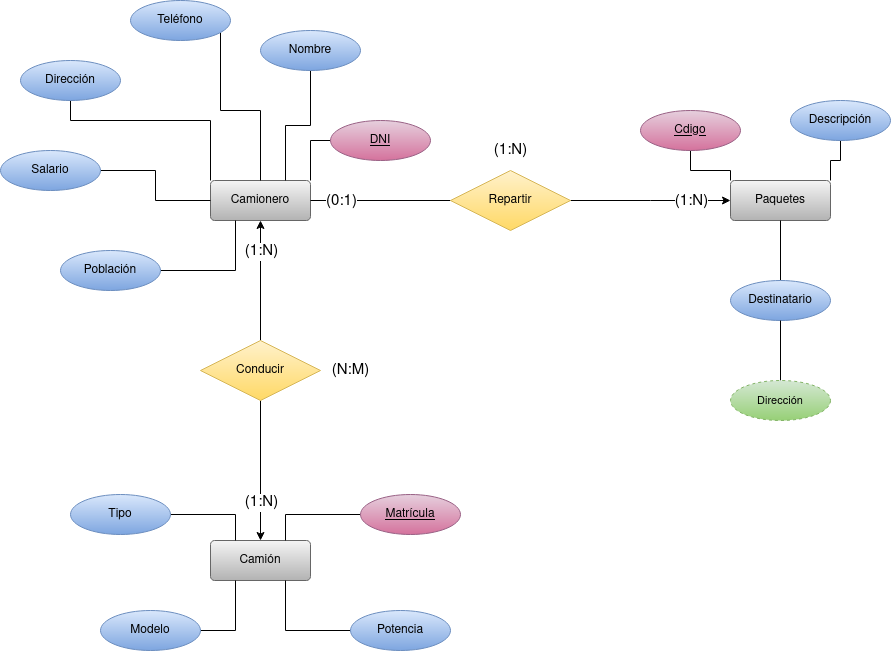 Teléfono
Nombre
Dirección
DNI
Salario
Camionero
(0:1)
(1:N)
Repartir
(1:N)
Cdigo
Descripción
Paquetes
Población
(1:N)
Destinatario
Dirección
Conducir
(N:M)
(1:N)
Tipo
Matrícula
Camión
Modelo
Potencia